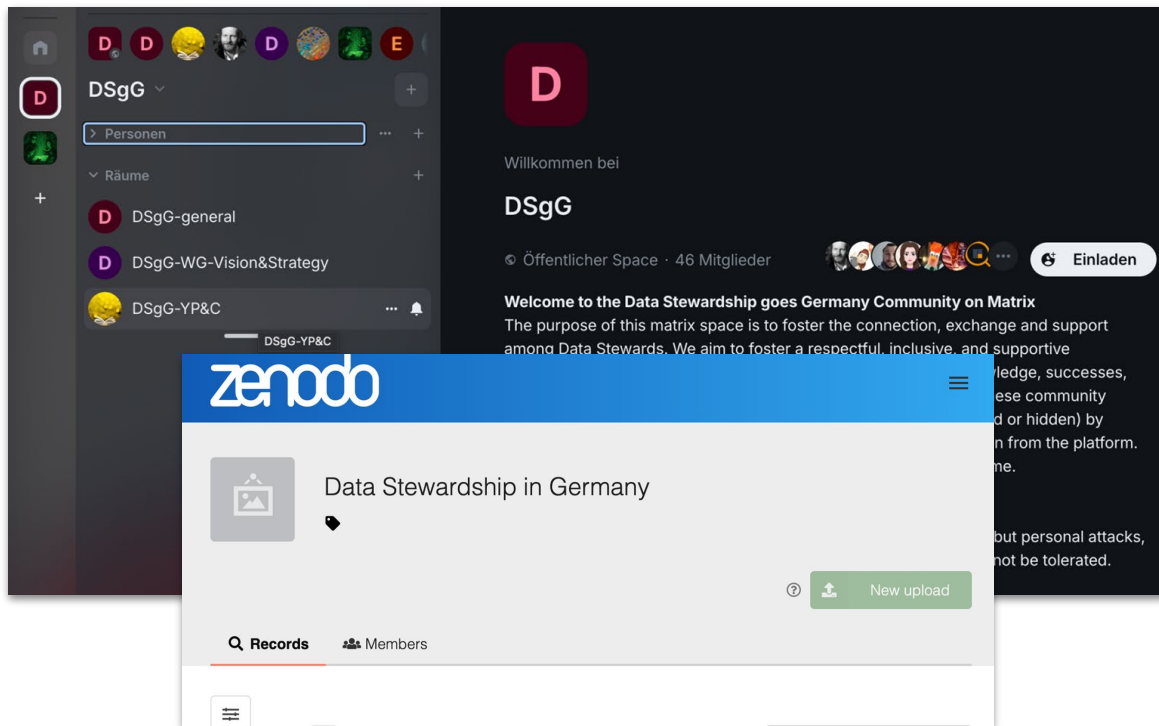 D D D E
DSgG
D
Personen
Räume
D DSgG-general
D DSgG-WG-Vision&Strategy
DSgG-YP&C
DSgG-YP&C
D
Willkommen bei
DSgG
Öffentlicher Space · 46 Mitglieder
Einladen
Welcome to the Data Stewardship goes Germany Community on Matrix
The purpose of this matrix space is to foster the connection, exchange and support
among Data Stewards. We aim to foster a respectful, inclusive, and supportive
ledge, successes,
ese community
d or hidden) by
n from the platform.
me.
but personal attacks,
not be tolerated.
zenodo
Data Stewardship in Germany
New upload
Records Members